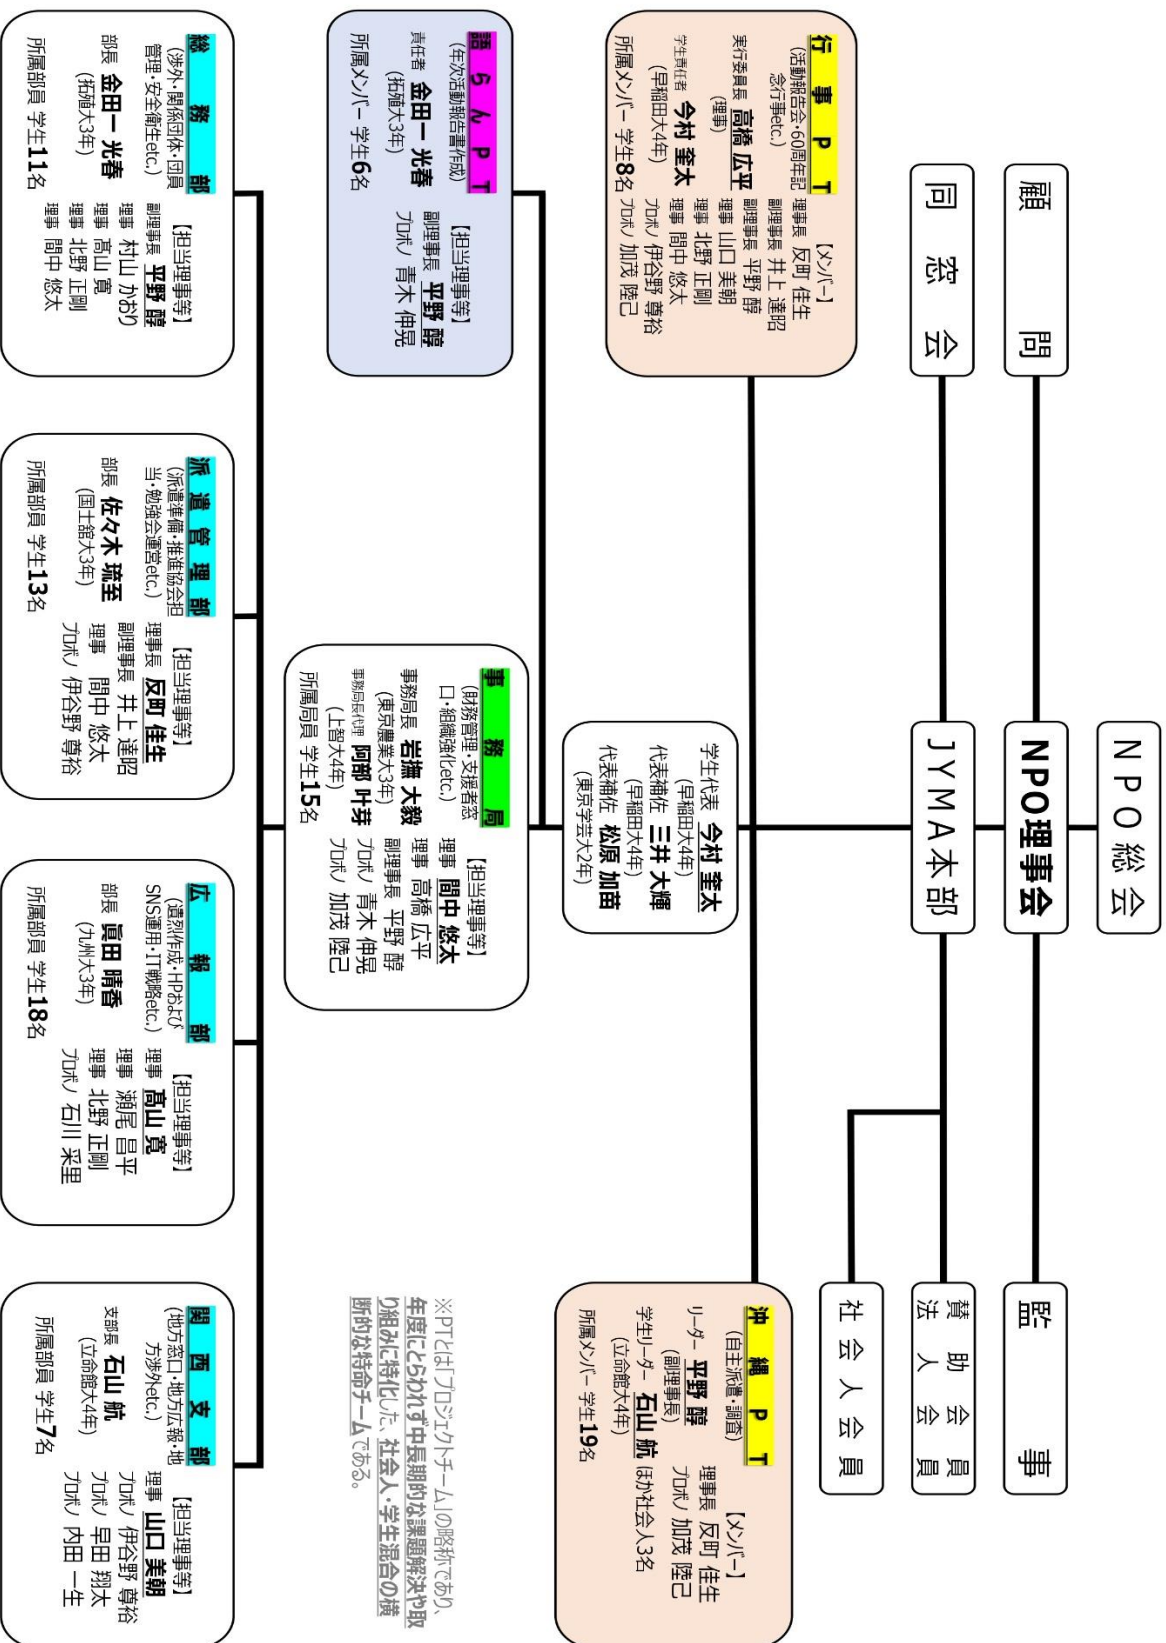 NPO総会
顧問
NPO理事会
監事
同窓会
JYMA本部
賛助会員
法人会員
社会人会員
行事PT
(活動報告会・60周年記
念行事etc.)
実行委員長 高橋 広平
(理事)
学生責任者 今村 奎太
(早稲田大4年)
所属メンバー 学生8名
【メンバー】
理事長 反町 佳生
副理事長 井上 達昭
副理事長 平野 醇
理事 山口 美朝
理事 北野 正剛
理事 間中 悠太
プロボノ 伊谷野 尊裕
プロボノ 加茂 陸己
学生代表 今村 奎太
(早稲田大4年)
代表補佐 三井 大輝
(早稲田大4年)
代表補佐 松原 加苗
(東京学芸大2年)
沖縄PT
(自主派遣・調査)
リーダー 平野 醇
(副理事長)
学生リーダー 石山 航
(立命館大4年)
所属メンバー 学生19名
【メンバー】
理事長 反町 佳生
プロボノ 加茂 陸己
ほか社会人3名
語らんPT
(年次活動報告書作成)
責任者 金田一 光春
(拓殖大3年)
所属メンバー 学生6名
【担当理事等】
副理事長 平野 醇
プロボノ 青木 伸晃
事務局
(財務管理・支援者窓
口・組織強化etc.)
事務局長 岩撫 大毅
(東京農業大3年)
事務局長代理 阿部 叶芽
(上智大4年)
所属局員 学生15名
【担当理事等】
理事 間中 悠太
理事 高橋 広平
副理事長 平野 醇
プロボノ 青木 伸晃
プロボノ 加茂 陸己
※PTとは「プロジェクトチーム」の略称であり、
年度にとらわれず中長期的な課題解決や取
り組みに特化した、社会人・学生混合の横
断的な特命チームである。
総務部
(渉外・関係団体・団員
管理・安全衛生etc.)
部長 金田一 光春
(拓殖大3年)
所属部員 学生11名
【担当理事等】
副理事長 平野 醇
理事 村山 かおり
理事 髙山 寛
理事 北野 正剛
理事 間中 悠太
派遣管理部
(派遣準備・推進協会担
当・勉強会運営etc.)
部長 佐々木 琉至
(国士舘大3年)
所属部員 学生13名
【担当理事等】
理事長 反町 佳生
副理事長 井上 達昭
理事 間中 悠太
プロボノ 伊谷野 尊裕
広報部
(遺烈作成・HPおよび
SNS運用・IT戦略etc.)
部長 眞田 晴香
(九州大3年)
所属部員 学生18名
【担当理事等】
理事 髙山 寛
理事 瀬尾 昌平
理事 北野 正剛
プロボノ 石川 采里
関西支部
(地方窓口・地方広報・地
方渉外etc.)
支部長 石山 航
(立命館大4年)
所属部員 学生7名
【担当理事等】
理事 山口 美朝
プロボノ 伊谷野 尊裕
プロボノ 早田 翔太
プロボノ 内田 一生